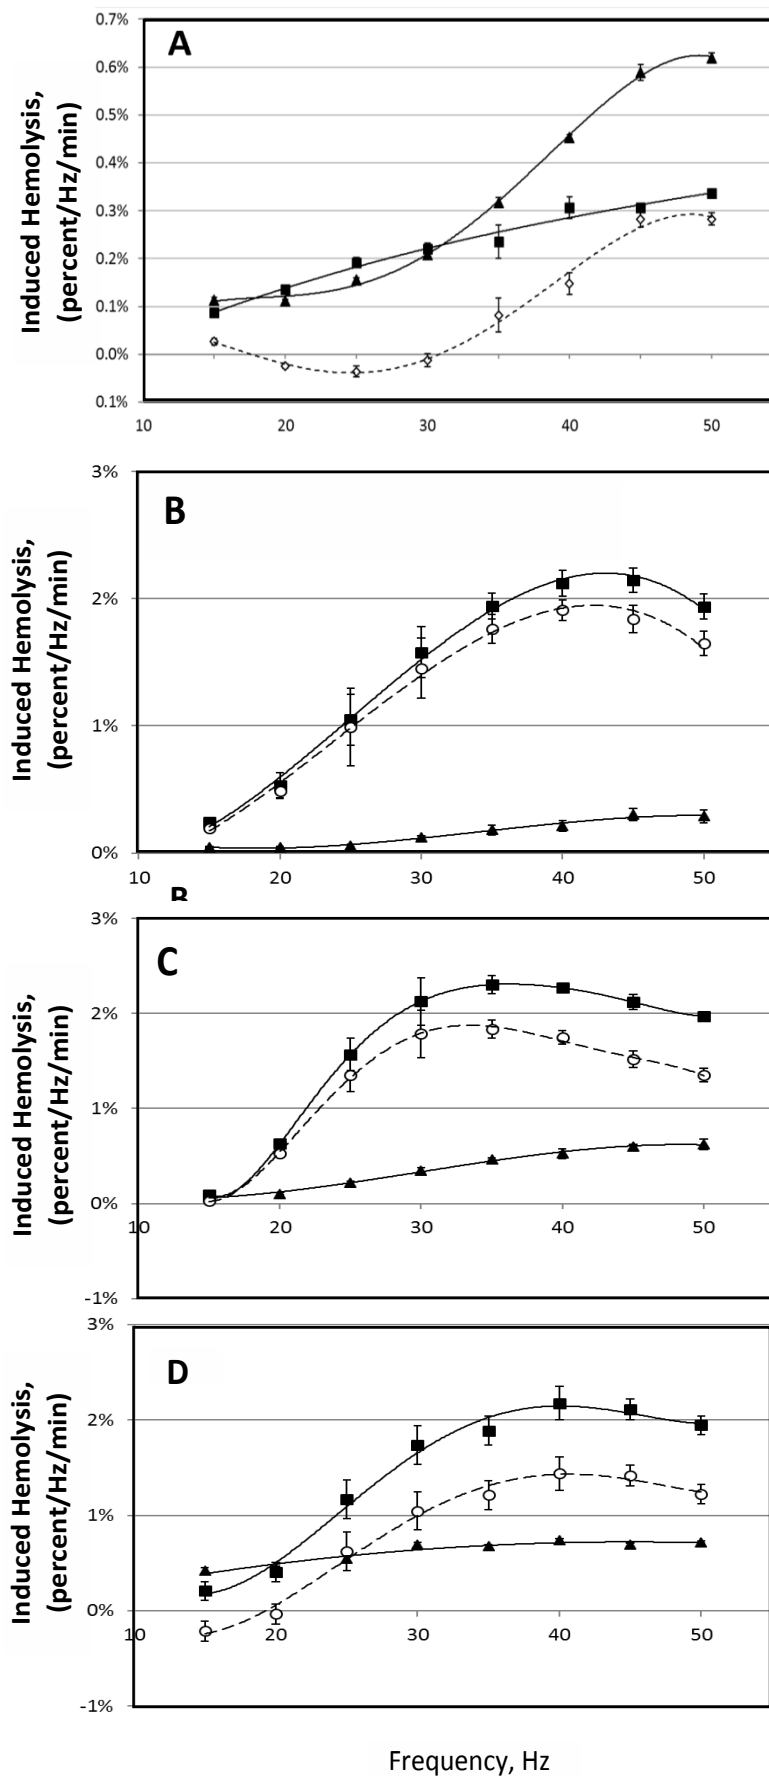 A
Induced Hemolysis,
(percent/Hz/min)
0.7%
0.6%
0.5%
0.4%
0.3%
0.2%
0.1%
0.0%
0.1%
10 20 30 40 50
B
Induced Hemolysis,
(percent/Hz/min)
3%
2%
1%
0%
10 20 30 40 50
B
C
Induced Hemolysis,
(percent/Hz/min)
3%
2%
1%
0%
10 20 30 40 50
-1%
D
Induced Hemolysis,
(percent/Hz/min)
3%
2%
1%
0%
10 20 30 40 50
-1%
Frequency, Hz